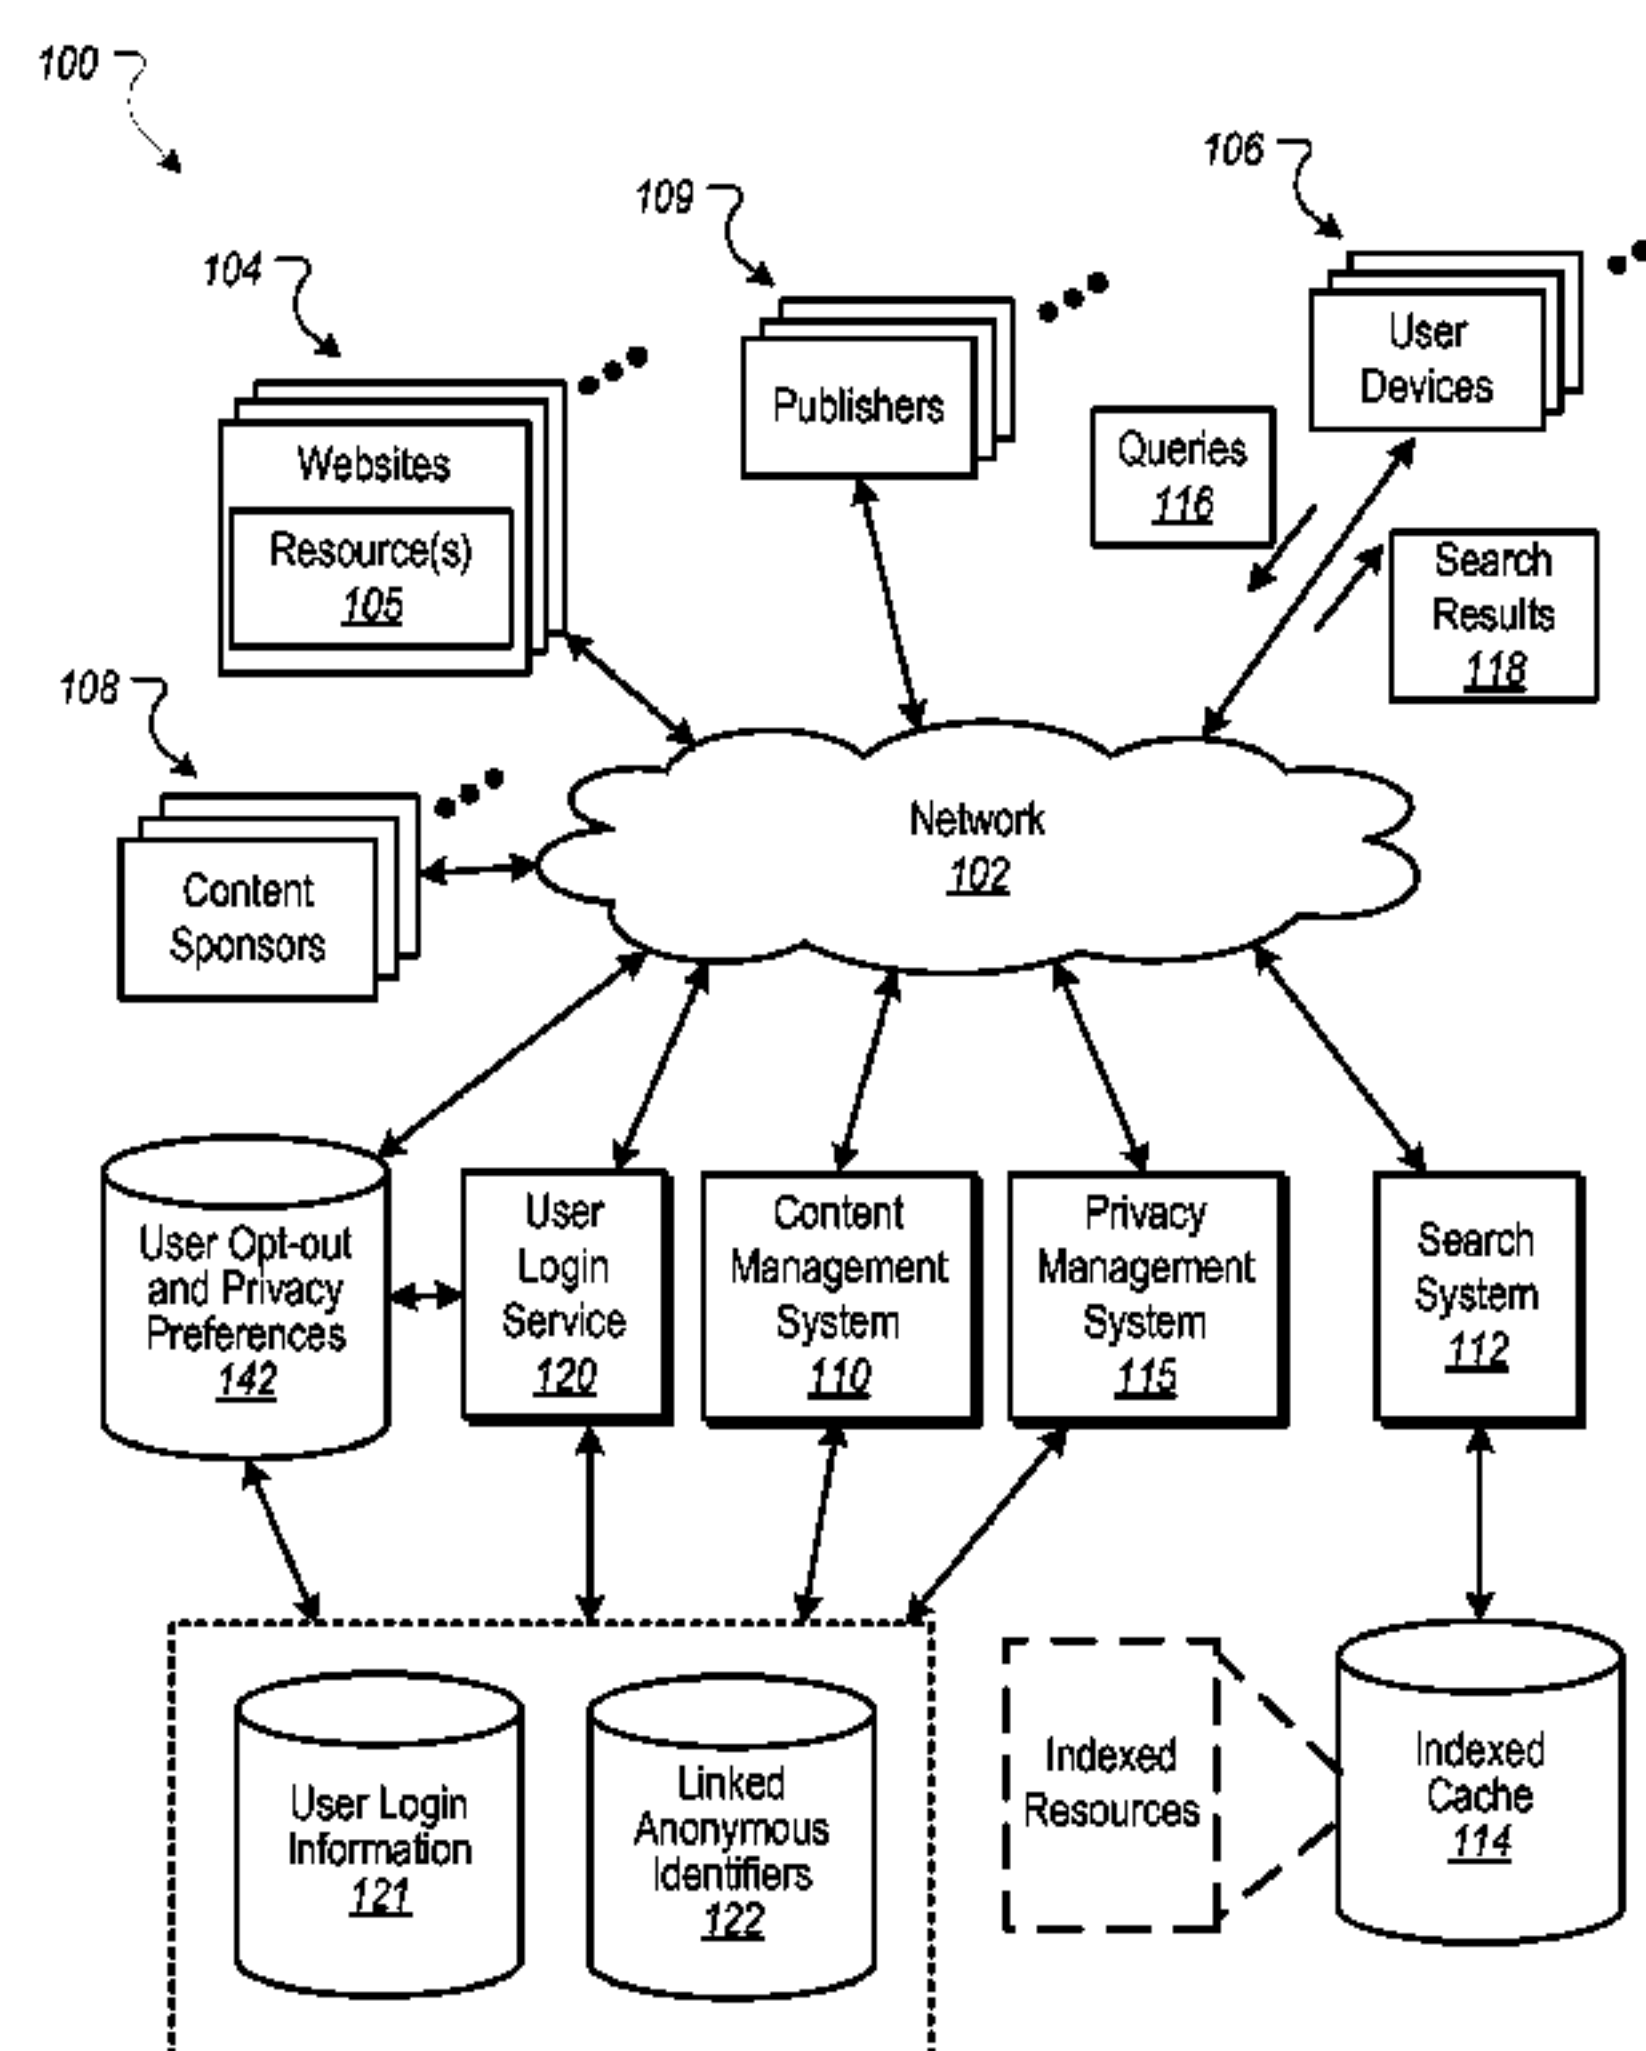 100
106
109
104
User
Devices
Publishers
Queries
116
Websites
Resource(s)
105
Search
Results
118
108
Network
102
Content
Sponsors
User Opt-out
and Privacy
Preferences
142
User
Login
Service
120
Content
Management
System
110
Privacy
Management
System
115
Search
System
112
User Login
Information
121
Linked
Anonymous
Identifiers
122
Indexed
Resources
Indexed
Cache
114